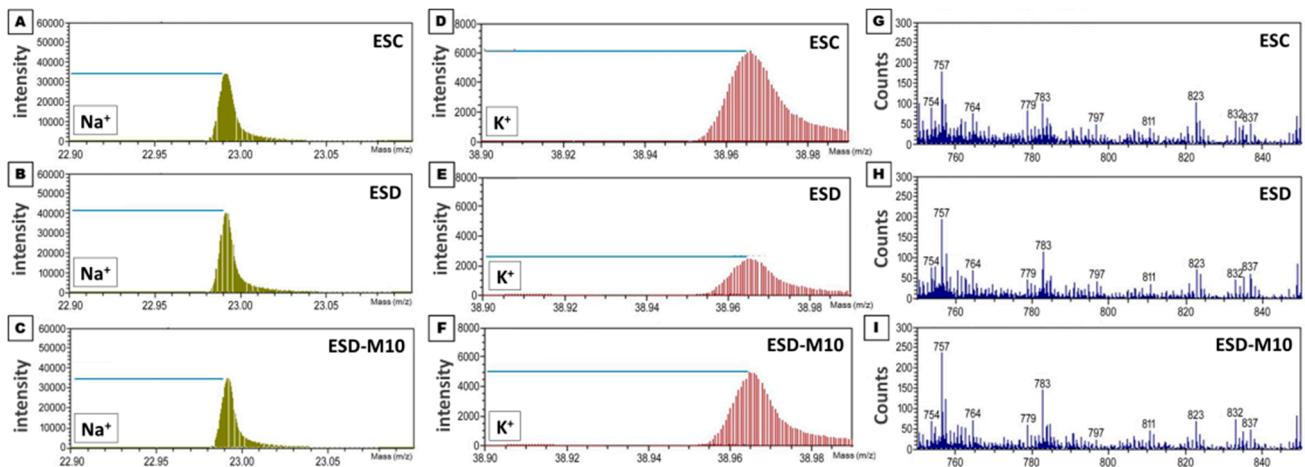 A
intensity
60000
50000
40000
30000
20000
10000
0
ESC
Na⁺
22.90 22.95 23.00 23.05 Mass (m/z)
D
intensity
8000
6000
4000
2000
0
ESC
K⁺
38.90 38.92 38.94 38.96 38.98 Mass (m/z)
G
Counts
300
250
200
150
100
50
0
ESC
757
754 764 779 783 797 811 823 832 837
760 780 800 820 840
B
intensity
60000
50000
40000
30000
20000
10000
0
ESD
Na⁺
22.90 22.95 23.00 23.05 Mass (m/z)
E
intensity
8000
6000
4000
2000
0
ESD
K⁺
38.90 38.92 38.94 38.96 38.98 Mass (m/z)
H
Counts
300
250
200
150
100
50
0
ESD
757
754 764 779 783 797 811 823 832 837
760 780 800 820 840
C
intensity
60000
50000
40000
30000
20000
10000
0
ESD-M10
Na⁺
22.90 22.95 23.00 23.05 Mass (m/z)
F
intensity
8000
6000
4000
2000
0
ESD-M10
K⁺
38.90 38.92 38.94 38.96 38.98 Mass (m/z)
I
Counts
300
250
200
150
100
50
0
ESD-M10
757
754 764 779 783 797 811 823 832 837
760 780 800 820 840